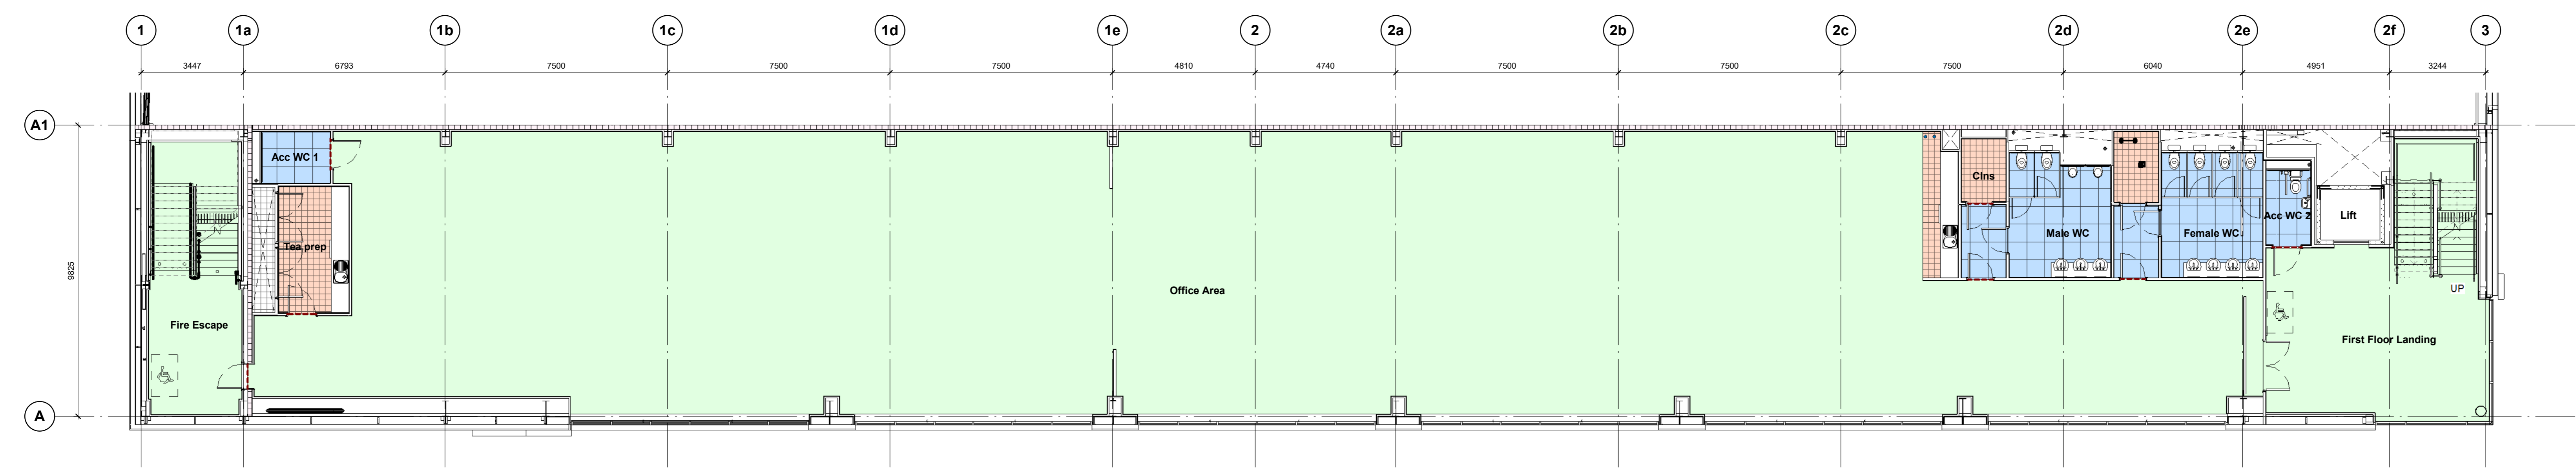 1 1a 1b 1c 1d 1e 2 2a 2b 2c 2d 2e 2f 3
3447 6793 7500 7500 7500 4810 4740 7500 7500 7500 6040 4951 3244
A1
Acc WC 1
Clns
Acc WC 2
Lift
Male WC
Female WC
Tea prep
9825
Office Area
UP
Fire Escape
First Floor Landing
A